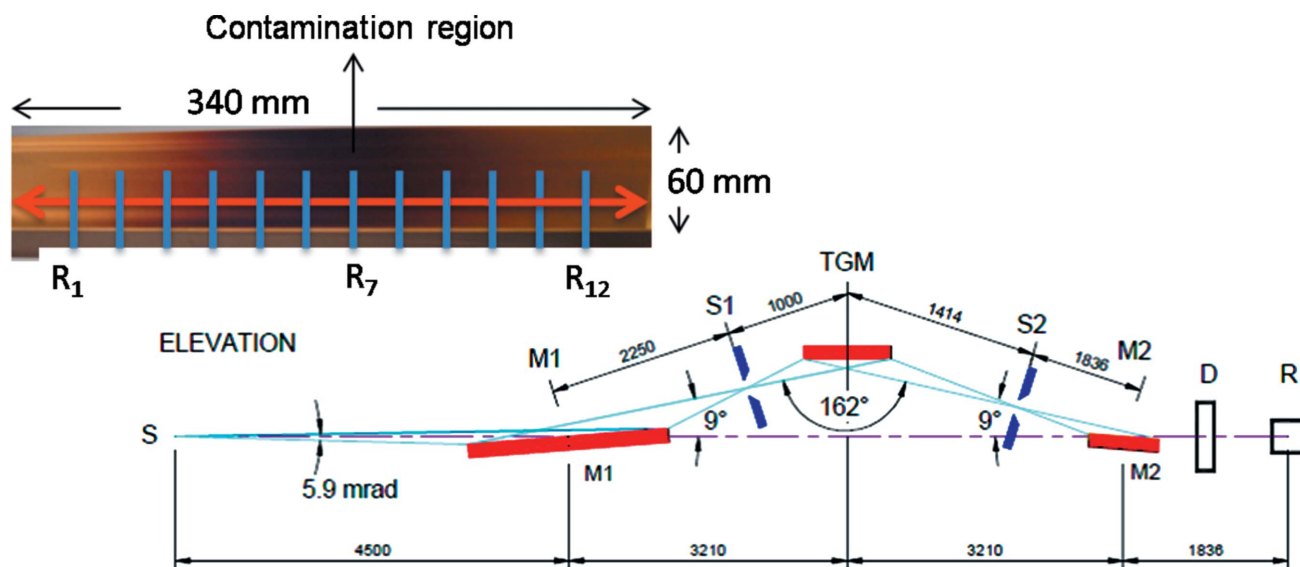 Contamination region
340 mm
60 mm
R1
R7
R12
TGM
ELEVATION
M1
2250
S1
1000
1414
S2
1836
M2
D
R
S
5.9 mrad
9°
162°
9°
M1
M2
4500
3210
3210
1836